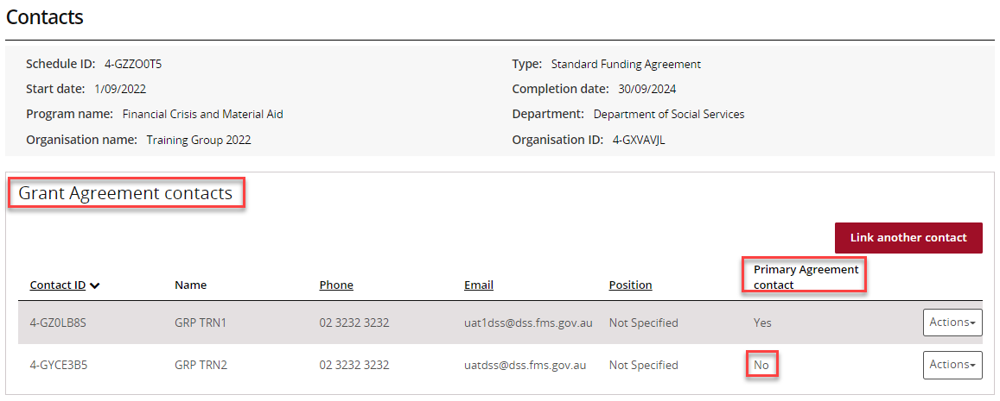 Contacts
Schedule ID: 4-GZZO0T5 Type: Standard Funding Agreement
Start date: 1/09/2022 Completion date: 30/09/2024
Program name: Financial Crisis and Material Aid Department: Department of Social Services
Organisation name: Training Group 2022 Organisation ID: 4-GXVAVJL
Grant Agreement contacts
Link another contact
Contact ID Name Phone Email Position Primary Agreement contact
4-GZ0LB8S GRP TRN1 02 3232 3232 uat1dss@dss.fms.gov.au Not Specified Yes Actions
4-GYCE3B5 GRP TRN2 02 3232 3232 uatdss@dss.fms.gov.au Not Specified No Actions